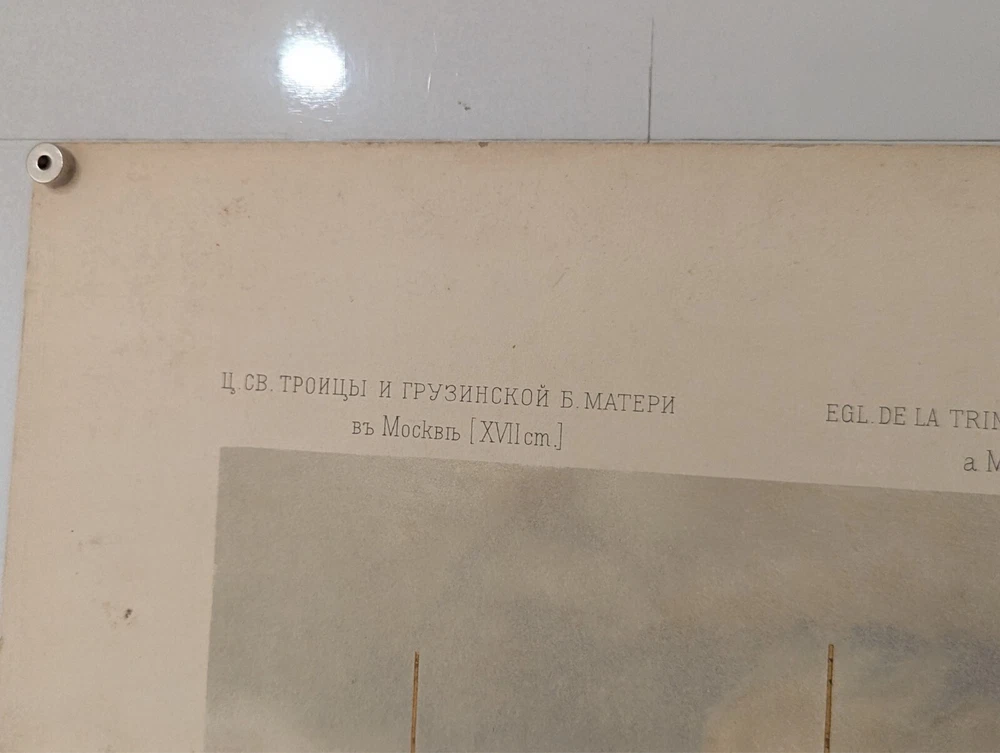 Ц. СВ. ТРОИЦЫ И ГРУЗИНСКОЙ Б. МАТЕРИ
въ Москвѣ [XVII ст.]
EGL. DE LA TRIN
a M